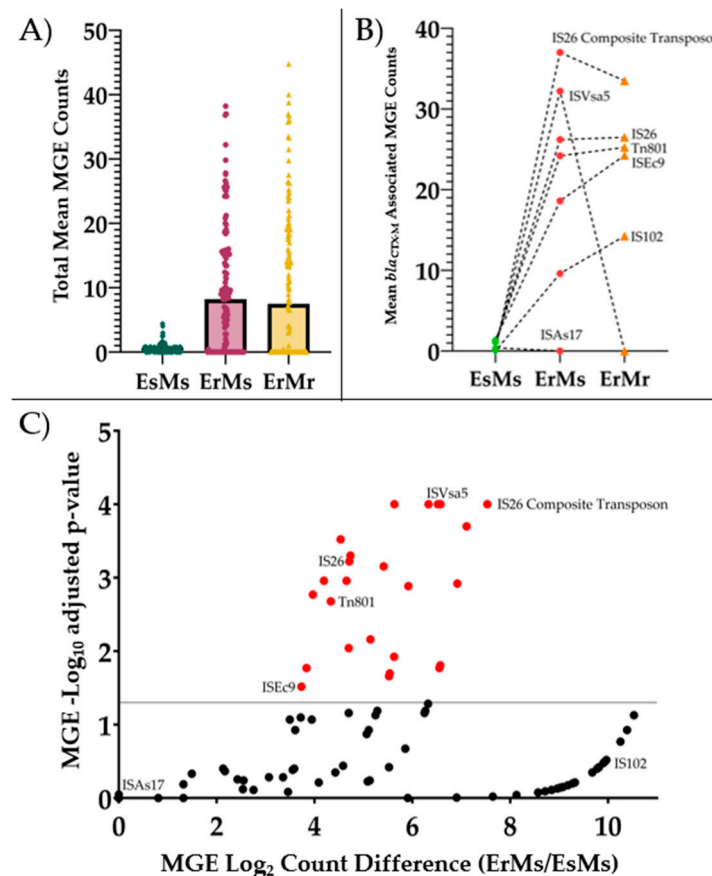 A)
50
40
30
20
10
0
Total Mean MGE Counts
EsMs ErMs ErMr
B)
40
30
20
10
0
Mean blaCTX-M Associated MGE Counts
IS26 Composite Transposo
ISVsa5
IS26
Tn801
ISEc9
IS102
ISAs17
EsMs ErMs ErMr
C)
5
4
3
2
1
0
MGE -Log10 adjusted p-value
ISVsa5
IS26 Composite Transposon
IS26
Tn801
ISEc9
ISAs17
IS102
0 2 4 6 8 10
MGE Log2 Count Difference (ErMs/EsMs)